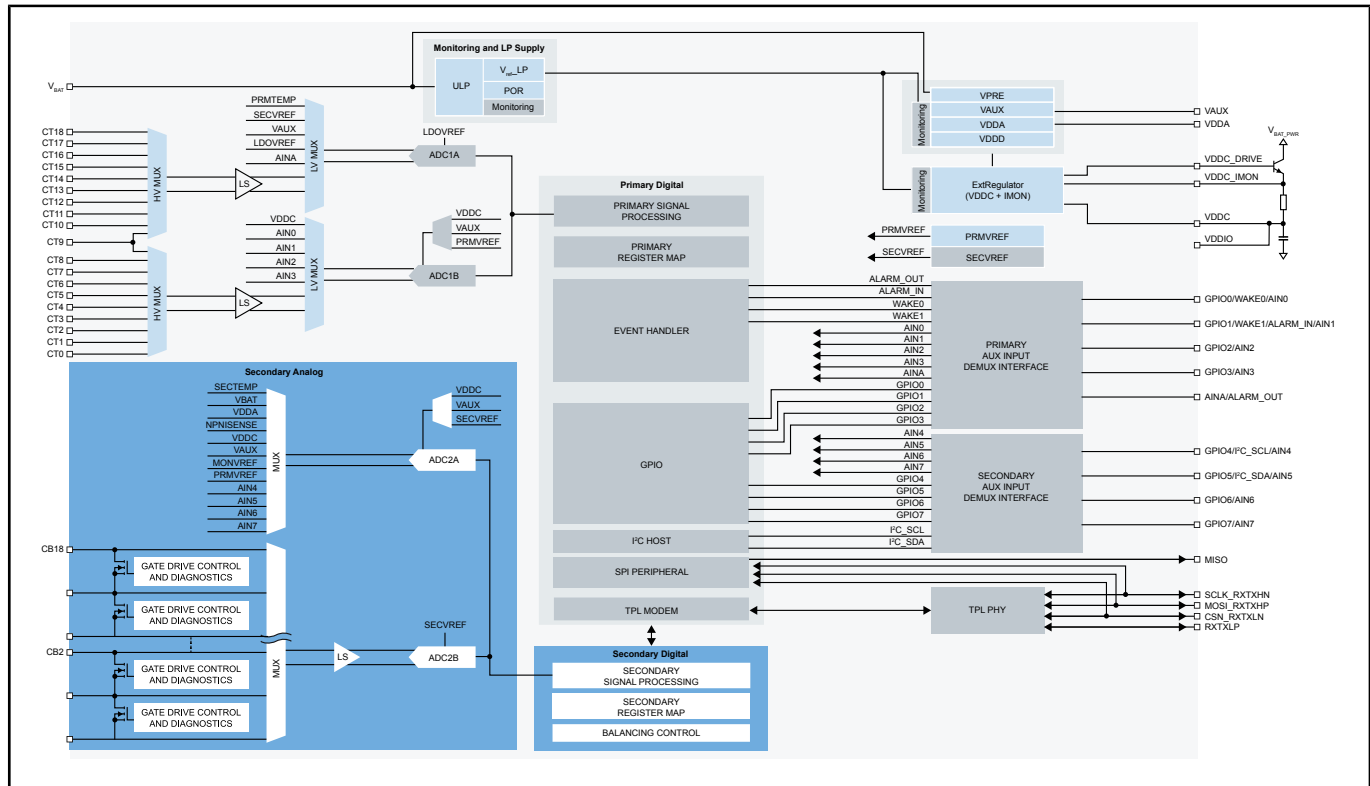 Monitoring and LP Supply
ULP
Vref_LP
POR
Monitoring
VBAT
CT18
CT17
CT16
CT15
CT14
CT13
CT12
CT11
CT10
CT9
CT8
CT7
CT6
CT5
CT4
CT3
CT2
CT1
CT0
HV MUX
HV MUX
LS
LS
PRMTEMP
SECVREF
VAUX
LDOVREF
AINA
LV MUX
VDDC
AIN0
AIN1
AIN2
AIN3
LV MUX
LDOVREF
ADC1A
VDDC
VAUX
PRMVREF
ADC1B
Primary Digital
PRIMARY SIGNAL
PROCESSING
PRIMARY
REGISTER MAP
EVENT HANDLER
GPIO
I²C HOST
SPI PERIPHERAL
TPL MODEM
Monitoring
VPRE
VAUX
VDDA
VDDD
Monitoring
ExtRegulator
(VDDC + IMON)
PRMVREF
PRMVREF
SECVREF
SECVREF
VAUX
VDDA
VBAT_PWR
VDDC_DRIVE
VDDC_IMON
VDDC
VDDIO
ALARM_OUT
ALARM_IN
WAKE0
WAKE1
AIN0
AIN1
AIN2
AIN3
AINA
GPIO0
GPIO1
GPIO2
GPIO3
AIN4
AIN5
AIN6
AIN7
GPIO4
GPIO5
GPIO6
GPIO7
I²C_SCL
I²C_SDA
PRIMARY
AUX INPUT
DEMUX INTERFACE
SECONDARY
AUX INPUT
DEMUX INTERFACE
GPIO0/WAKE0/AIN0
GPIO1/WAKE1/ALARM_IN/AIN1
GPIO2/AIN2
GPIO3/AIN3
AINA/ALARM_OUT
GPIO4/I²C_SCL/AIN4
GPIO5/I²C_SDA/AIN5
GPIO6/AIN6
GPIO7/AIN7
MISO
TPL PHY
SCLK_RXTXHN
MOSI_RXTXHP
CSN_RXTXLN
RXTXLP
Secondary Analog
SECTEMP
VBAT
VDDA
NPNISENSE
VDDC
VAUX
MONVREF
PRMVREF
AIN4
AIN5
AIN6
AIN7
MUX
VDDC
VAUX
SECVREF
ADC2A
CB18
GATE DRIVE CONTROL
AND DIAGNOSTICS
GATE DRIVE CONTROL
AND DIAGNOSTICS
CB2
GATE DRIVE CONTROL
AND DIAGNOSTICS
GATE DRIVE CONTROL
AND DIAGNOSTICS
MUX
LS
SECVREF
ADC2B
Secondary Digital
SECONDARY
SIGNAL PROCESSING
SECONDARY
REGISTER MAP
BALANCING CONTROL